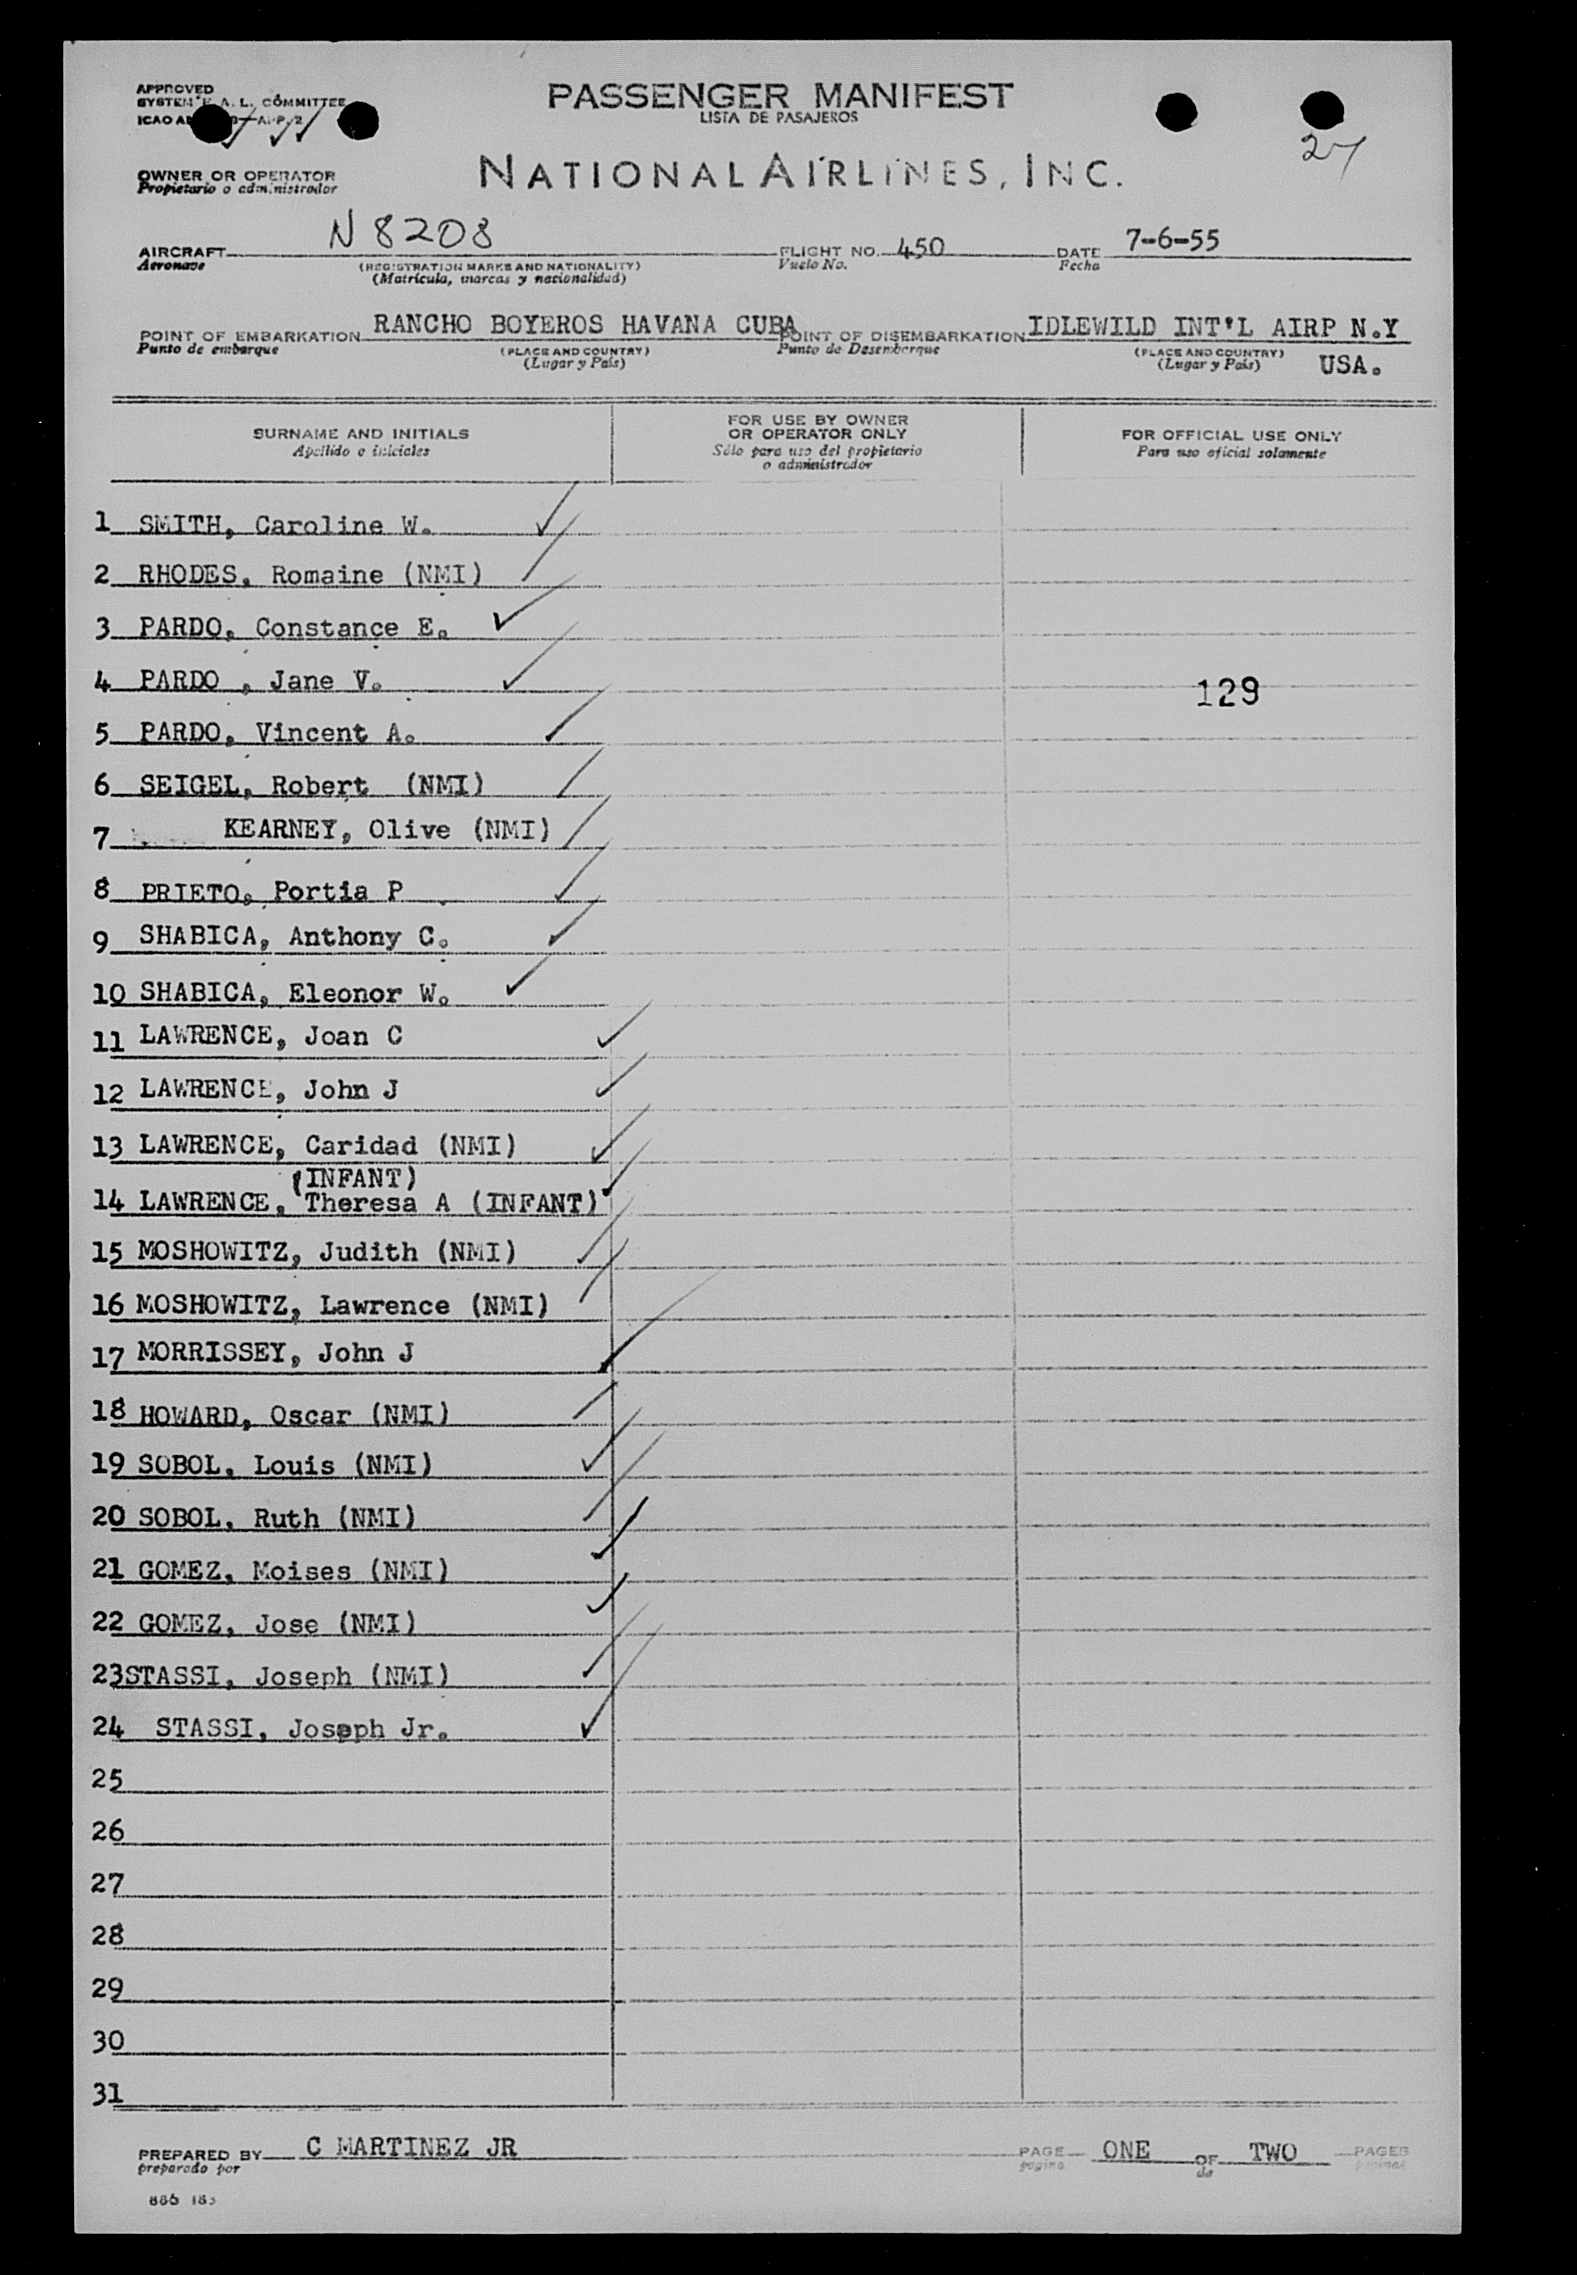 APPROVED
PASSENGER MANIFEST
LISTA DE PASAJEROS
COMMITTEE
ICAO
27
OWNER OR OPERATOR
Propietario o administrador
NATIONAL AIRLINES, INC.
AIRCRAFT N 8208 FLIGHT NO. 450 DATE 7-6-55
Aeronave (REGISTRATION MARKS AND NATIONALITY) Vuelo No. Fecha
(Matricula, marcas y nacionalidad)
POINT OF EMBARKATION RANCHO BOYEROS HAVANA CUBA POINT OF DISEMBARKATION IDLEWILD INT'L AIRP N.Y
Punto de embarque (PLACE AND COUNTRY) Punto de Desembarque (PLACE AND COUNTRY)
(Lugar y País) (Lugar y País) USA.
SURNAME AND INITIALS
Apellido e iniciales
FOR USE BY OWNER
OR OPERATOR ONLY
Sólo para uso del propietario
o administrador
FOR OFFICIAL USE ONLY
Para uso oficial solamente
1 SMITH, Caroline W.
2 RHODES, Romaine (NMI)
3 PARDO, Constance E.
4 PARDO , Jane V. 129
5 PARDO, Vincent A.
6 SEIGEL, Robert (NMI)
7 KEARNEY, Olive (NMI)
8 PRIETO, Portia P
9 SHABICA, Anthony C.
10 SHABICA, Eleonor W.
11 LAWRENCE, Joan C
12 LAWRENCE, John J
13 LAWRENCE, Caridad (NMI)
(INFANT)
14 LAWRENCE, Theresa A (INFANT)
15 MOSHOWITZ, Judith (NMI)
16 MOSHOWITZ, Lawrence (NMI)
17 MORRISSEY, John J
18 HOWARD, Oscar (NMI)
19 SOBOL, Louis (NMI)
20 SOBOL, Ruth (NMI)
21 GOMEZ, Moises (NMI)
22 GOMEZ, Jose (NMI)
23 STASSI, Joseph (NMI)
24 STASSI, Joseph Jr.
25
26
27
28
29
30
31
PREPARED BY C MARTINEZ JR PAGE ONE OF TWO PAGES
preparado por pagina de paginas